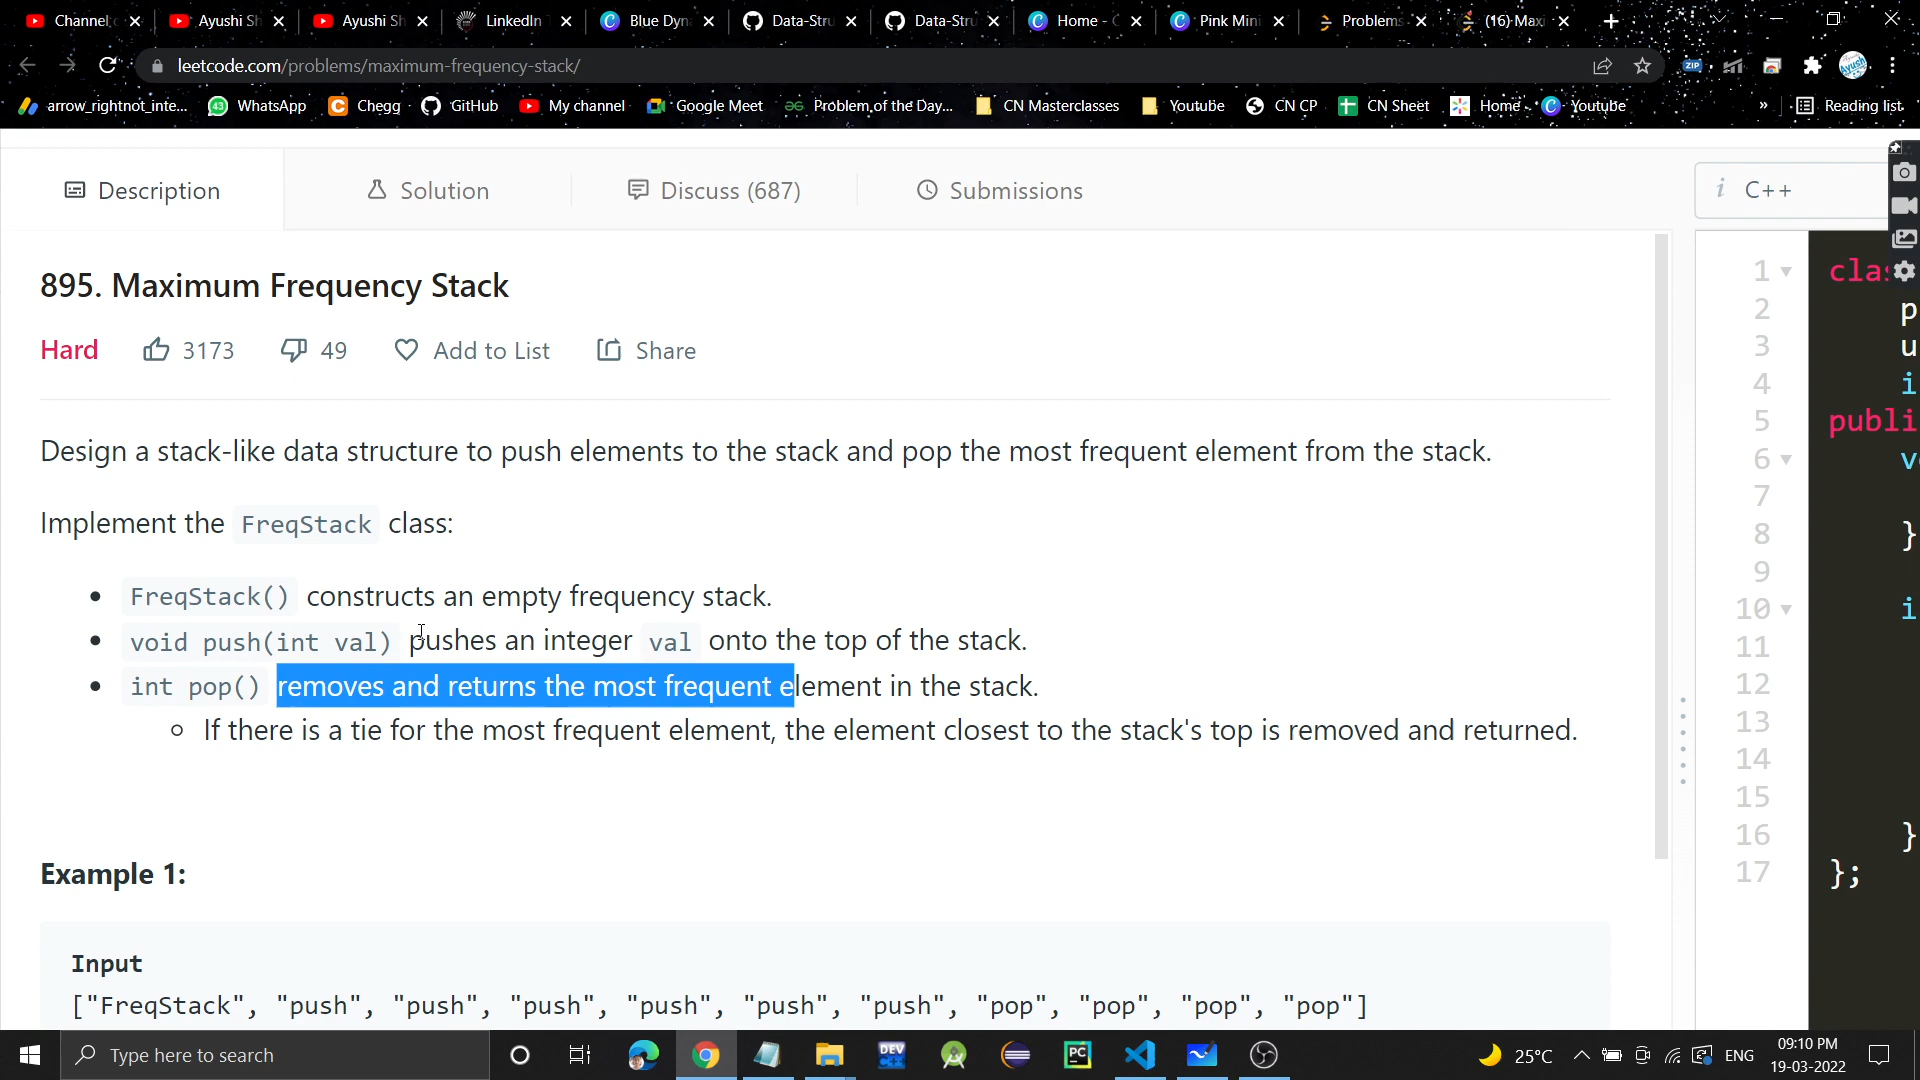 Channel
Ayushi Sh
Ayushi Sh
LinkedIn
Blue Dyn
Data-Stru
Data-Stru
Home - C
Pink Mini
Problems
(16) Maxi
leetcode.com/problems/maximum-frequency-stack/
ZIP
Ayush
arrow_rightnot_inte...
43
WhatsApp
Chegg
GitHub
My channel
Google Meet
Problem of the Day...
CN Masterclasses
Youtube
CN CP
CN Sheet
Home
Youtube
»
Reading list
Description
Solution
Discuss (687)
Submissions
i C++
895. Maximum Frequency Stack
Hard
3173
49
Add to List
Share
Design a stack-like data structure to push elements to the stack and pop the most frequent element from the stack.
Implement the FreqStack class:
• FreqStack() constructs an empty frequency stack.
• void push(int val) pushes an integer val onto the top of the stack.
• int pop() removes and returns the most frequent element in the stack.
○ If there is a tie for the most frequent element, the element closest to the stack's top is removed and returned.
Example 1:
Input
["FreqStack", "push", "push", "push", "push", "push", "push", "pop", "pop", "pop", "pop"]
1 clas
2 p
3 u
4 i
5 publi
6 v
7
8 }
9
10 i
11
12
13
14
15
16 }
17 };
Type here to search
DEV
C++
PC
25°C
ENG
09:10 PM
19-03-2022